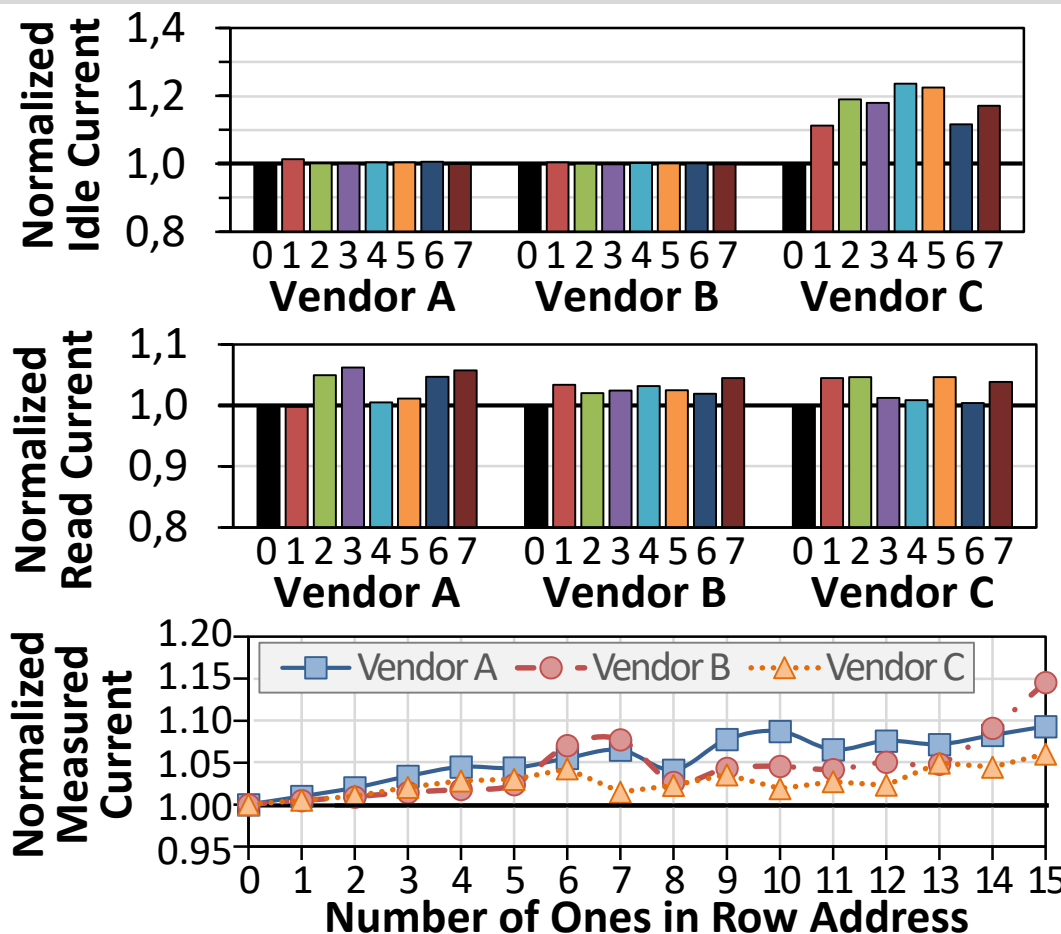 Normalized
Idle Current
1,4
1,2
1,0
0,8
0 1 2 3 4 5 6 7
0 1 2 3 4 5 6 7
0 1 2 3 4 5 6 7
Vendor A
Vendor B
Vendor C
Normalized
Read Current
1,1
1,0
0,9
0,8
0 1 2 3 4 5 6 7
0 1 2 3 4 5 6 7
0 1 2 3 4 5 6 7
Vendor A
Vendor B
Vendor C
Normalized
Measured
Current
1.20
1.15
1.10
1.05
1.00
0.95
Vendor A
Vendor B
Vendor C
0 1 2 3 4 5 6 7 8 9 10 11 12 13 14 15
Number of Ones in Row Address